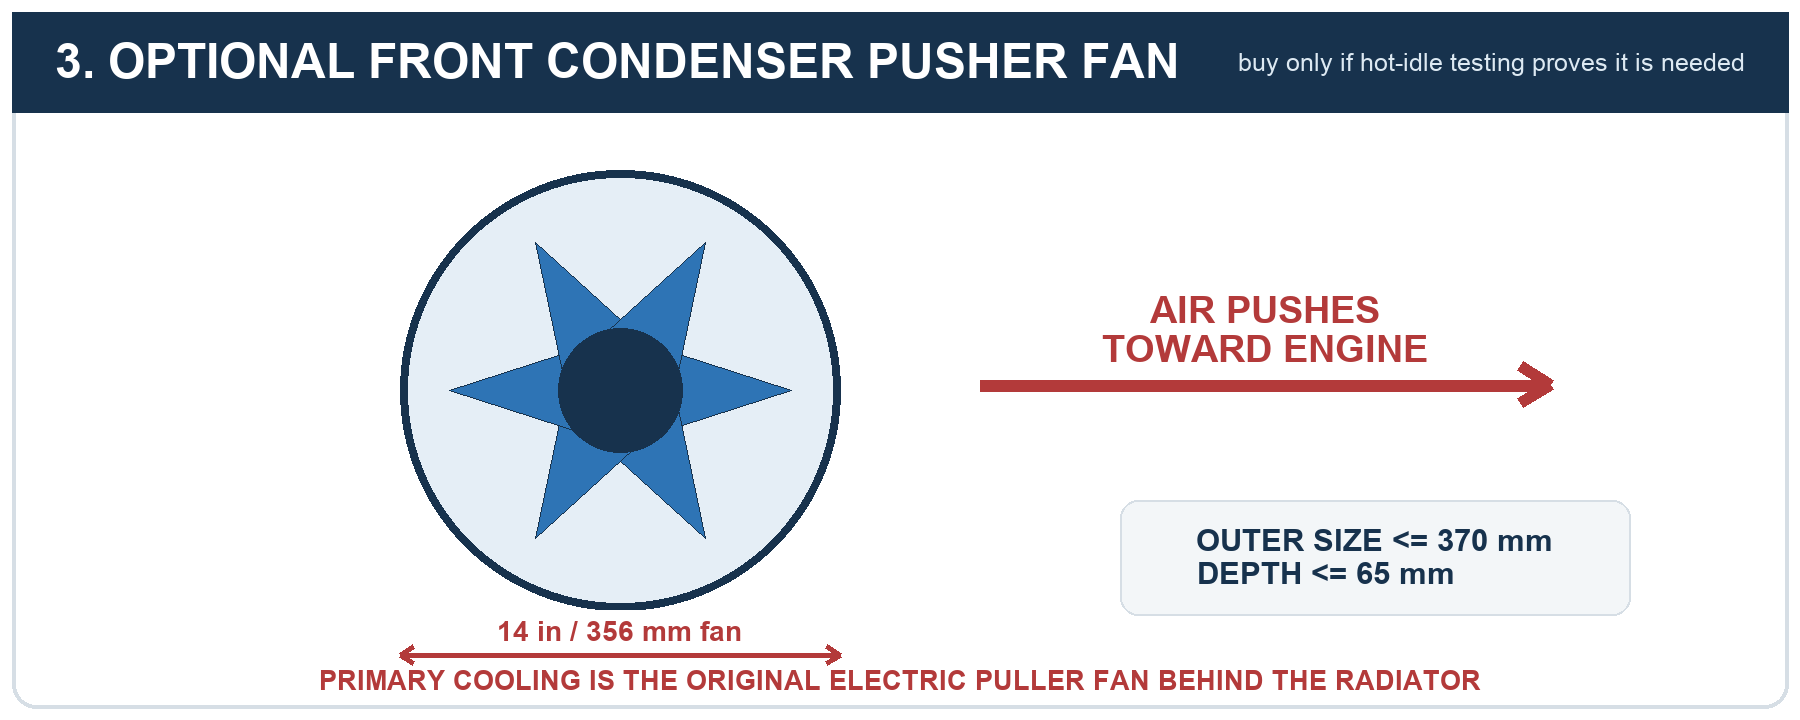 3. OPTIONAL FRONT CONDENSER PUSHER FAN
buy only if hot-idle testing proves it is needed
AIR PUSHES
TOWARD ENGINE
OUTER SIZE <= 370 mm
DEPTH <= 65 mm
14 in / 356 mm fan
PRIMARY COOLING IS THE ORIGINAL ELECTRIC PULLER FAN BEHIND THE RADIATOR